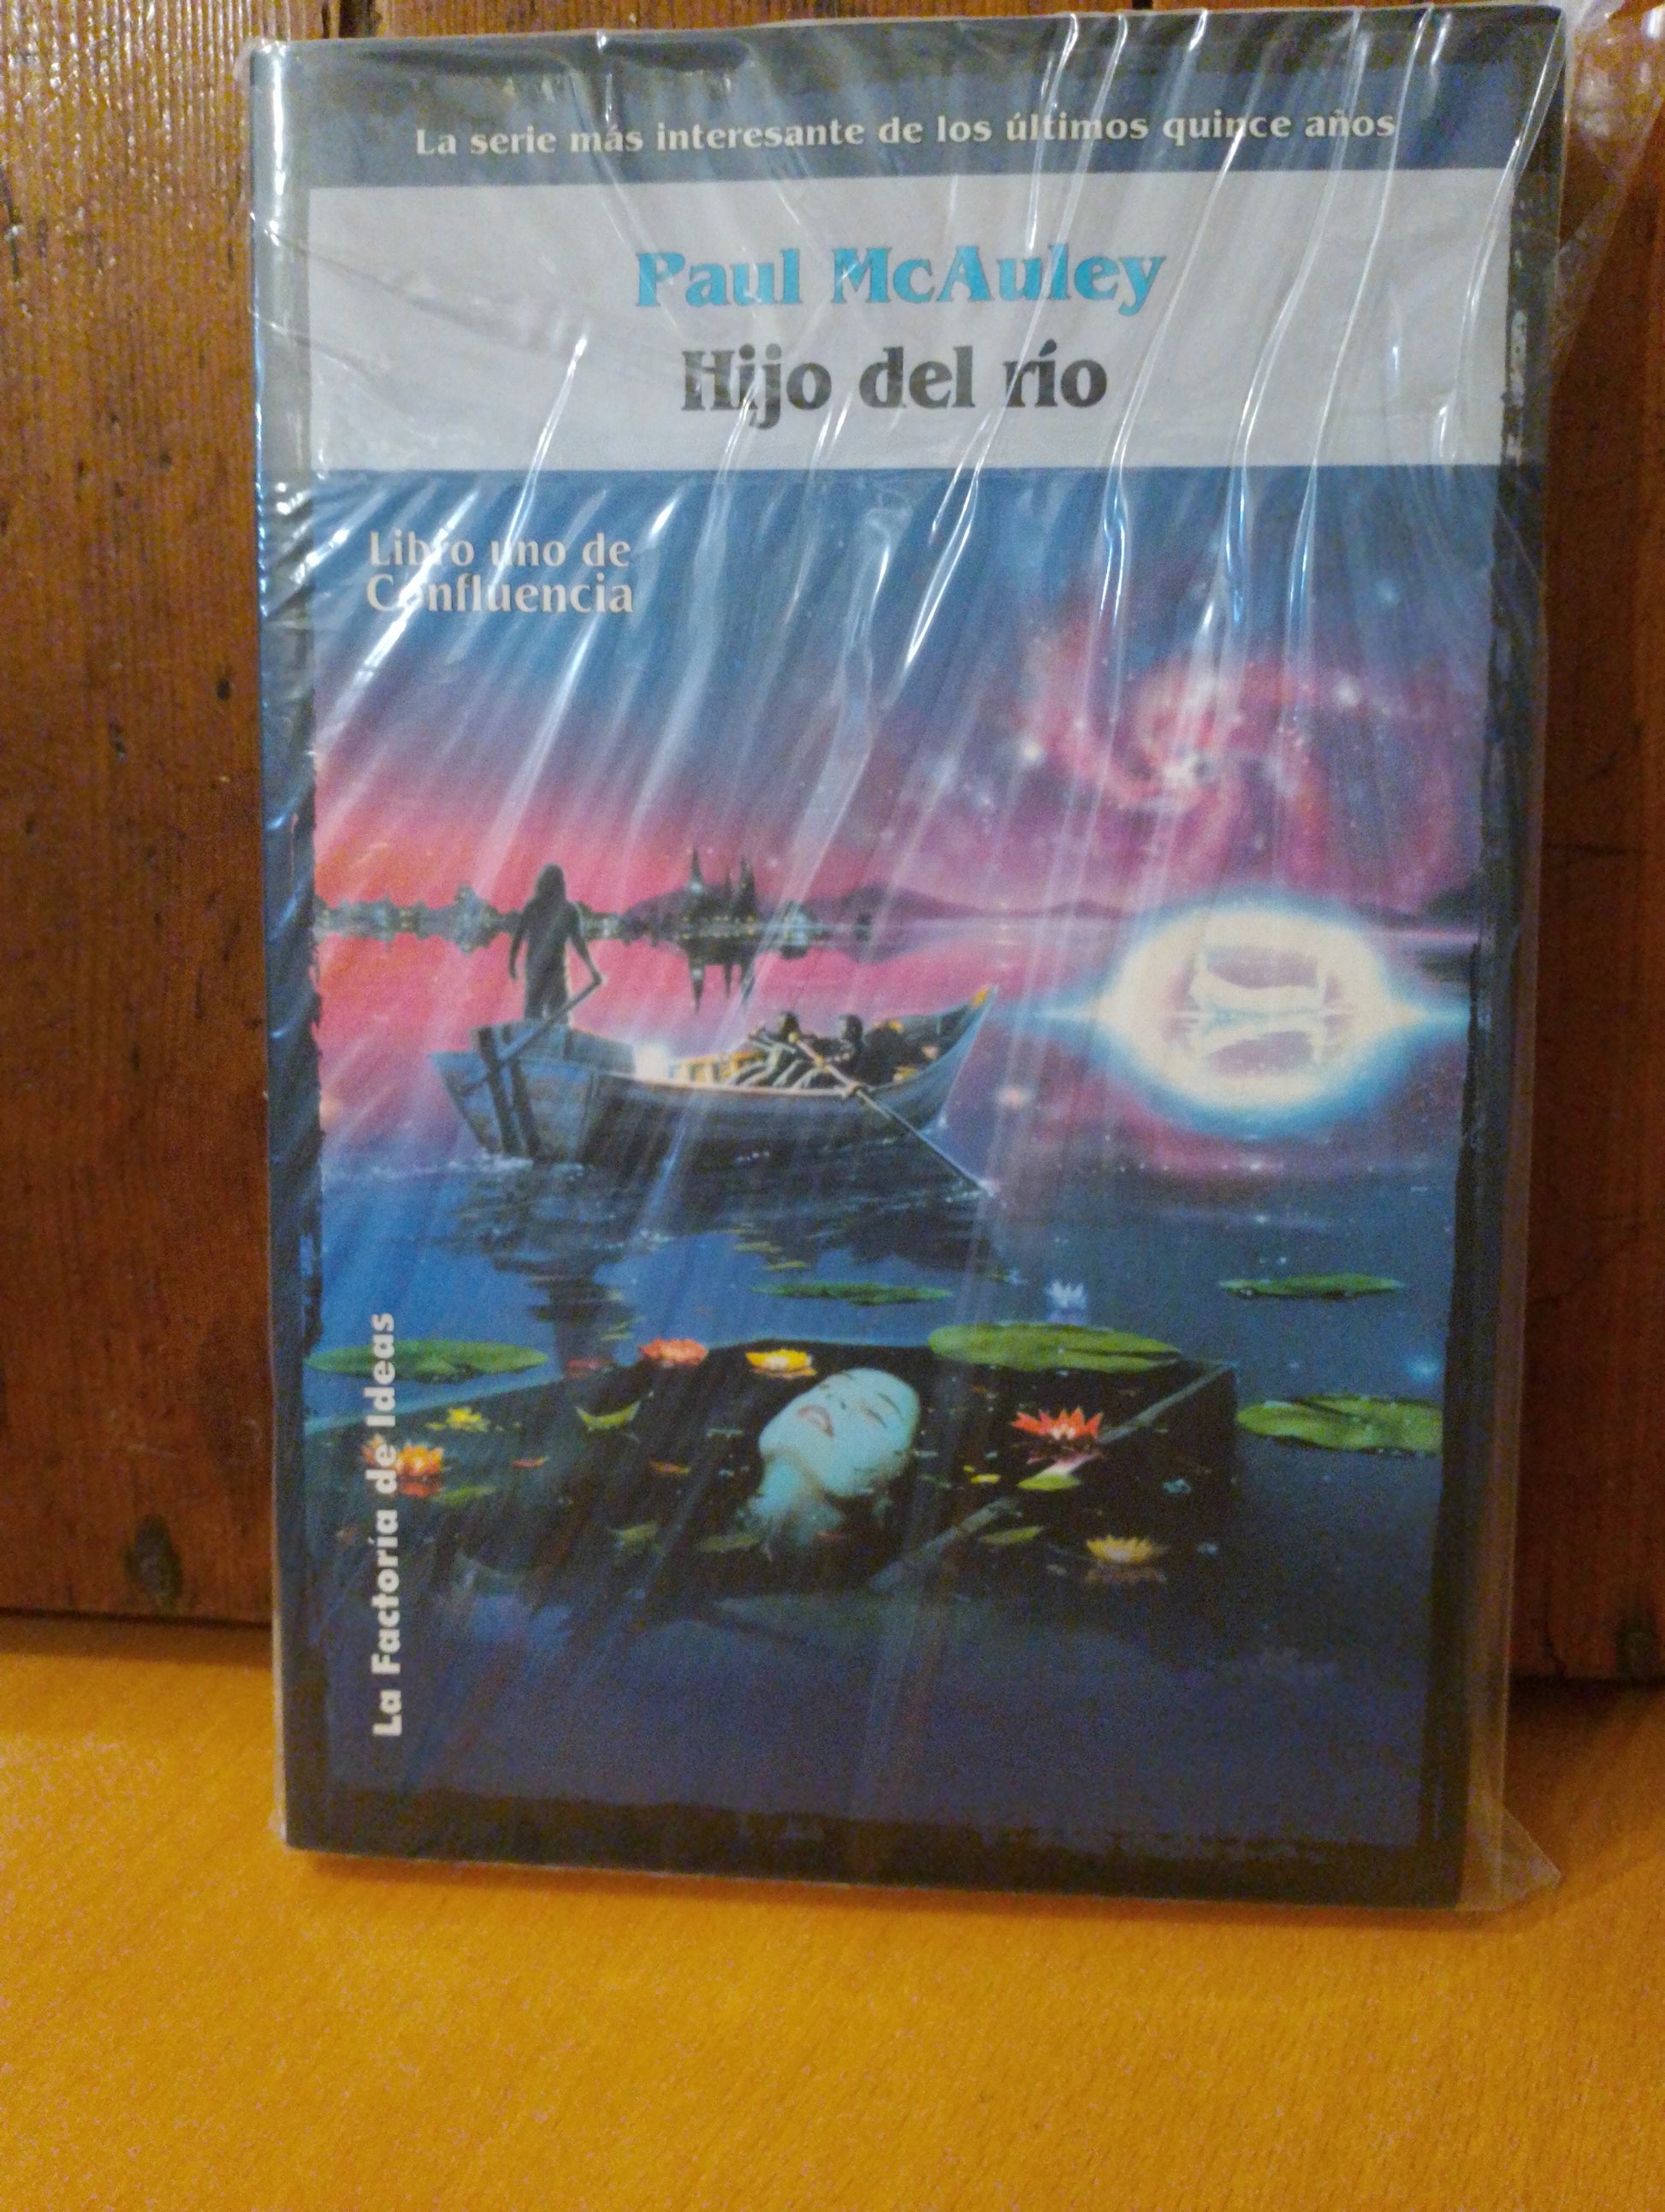 La serie más interesante de los últimos quince años
Paul McAuley
Hijo del río
Libro uno de
Confluencia
La Factoría de Ideas